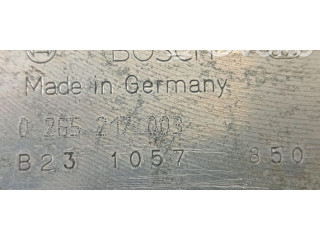 BOSCH
Made in Germany
0 265 217 003
B23 1057 850